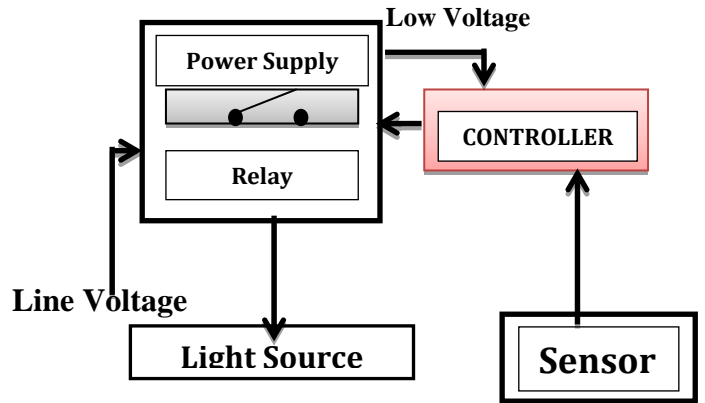 Low Voltage
Power Supply
CONTROLLER
Relay
Line Voltage
Light Source
Sensor